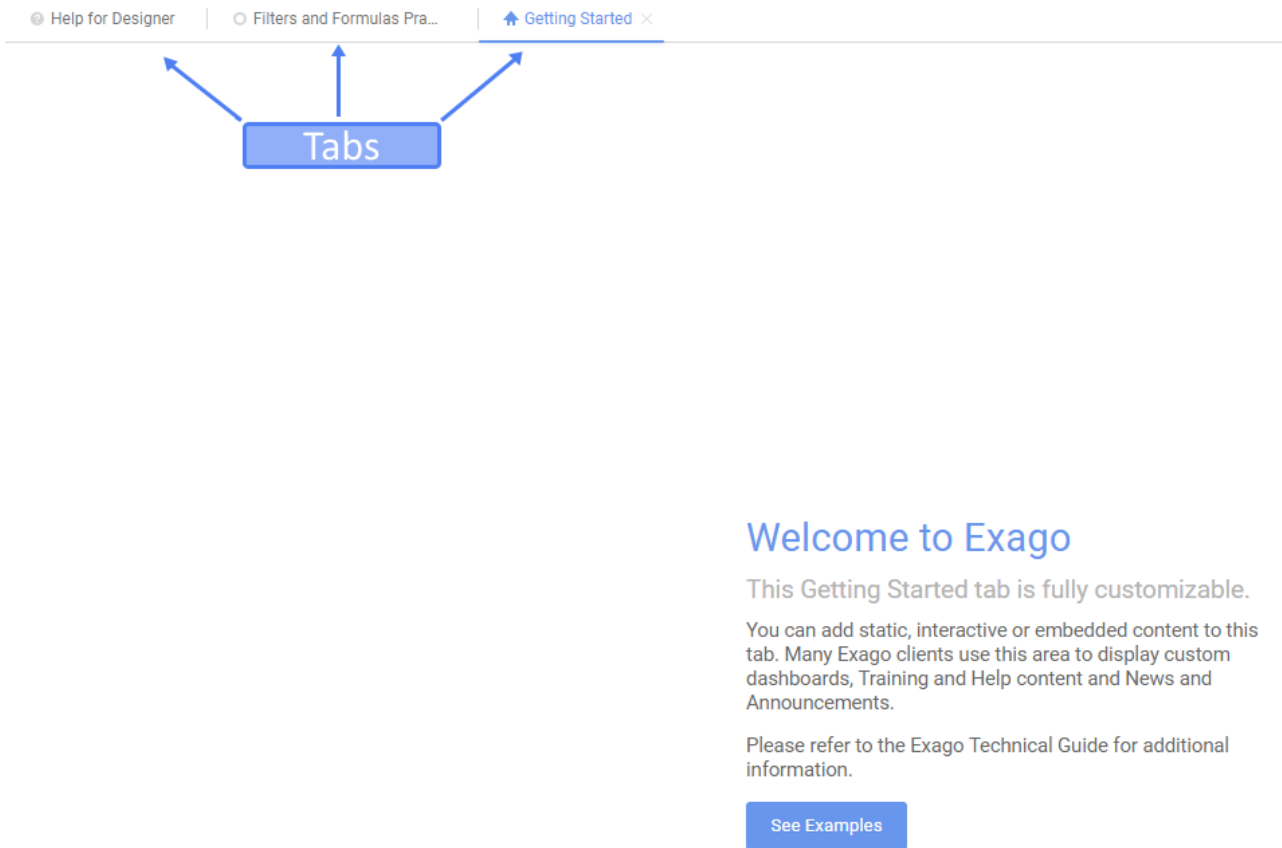 Help for Designer
Filters and Formulas Pra...
Getting Started
Tabs
Welcome to Exago
This Getting Started tab is fully customizable.
You can add static, interactive or embedded content to this
tab. Many Exago clients use this area to display custom
dashboards, Training and Help content and News and
Announcements.
Please refer to the Exago Technical Guide for additional
information.
See Examples